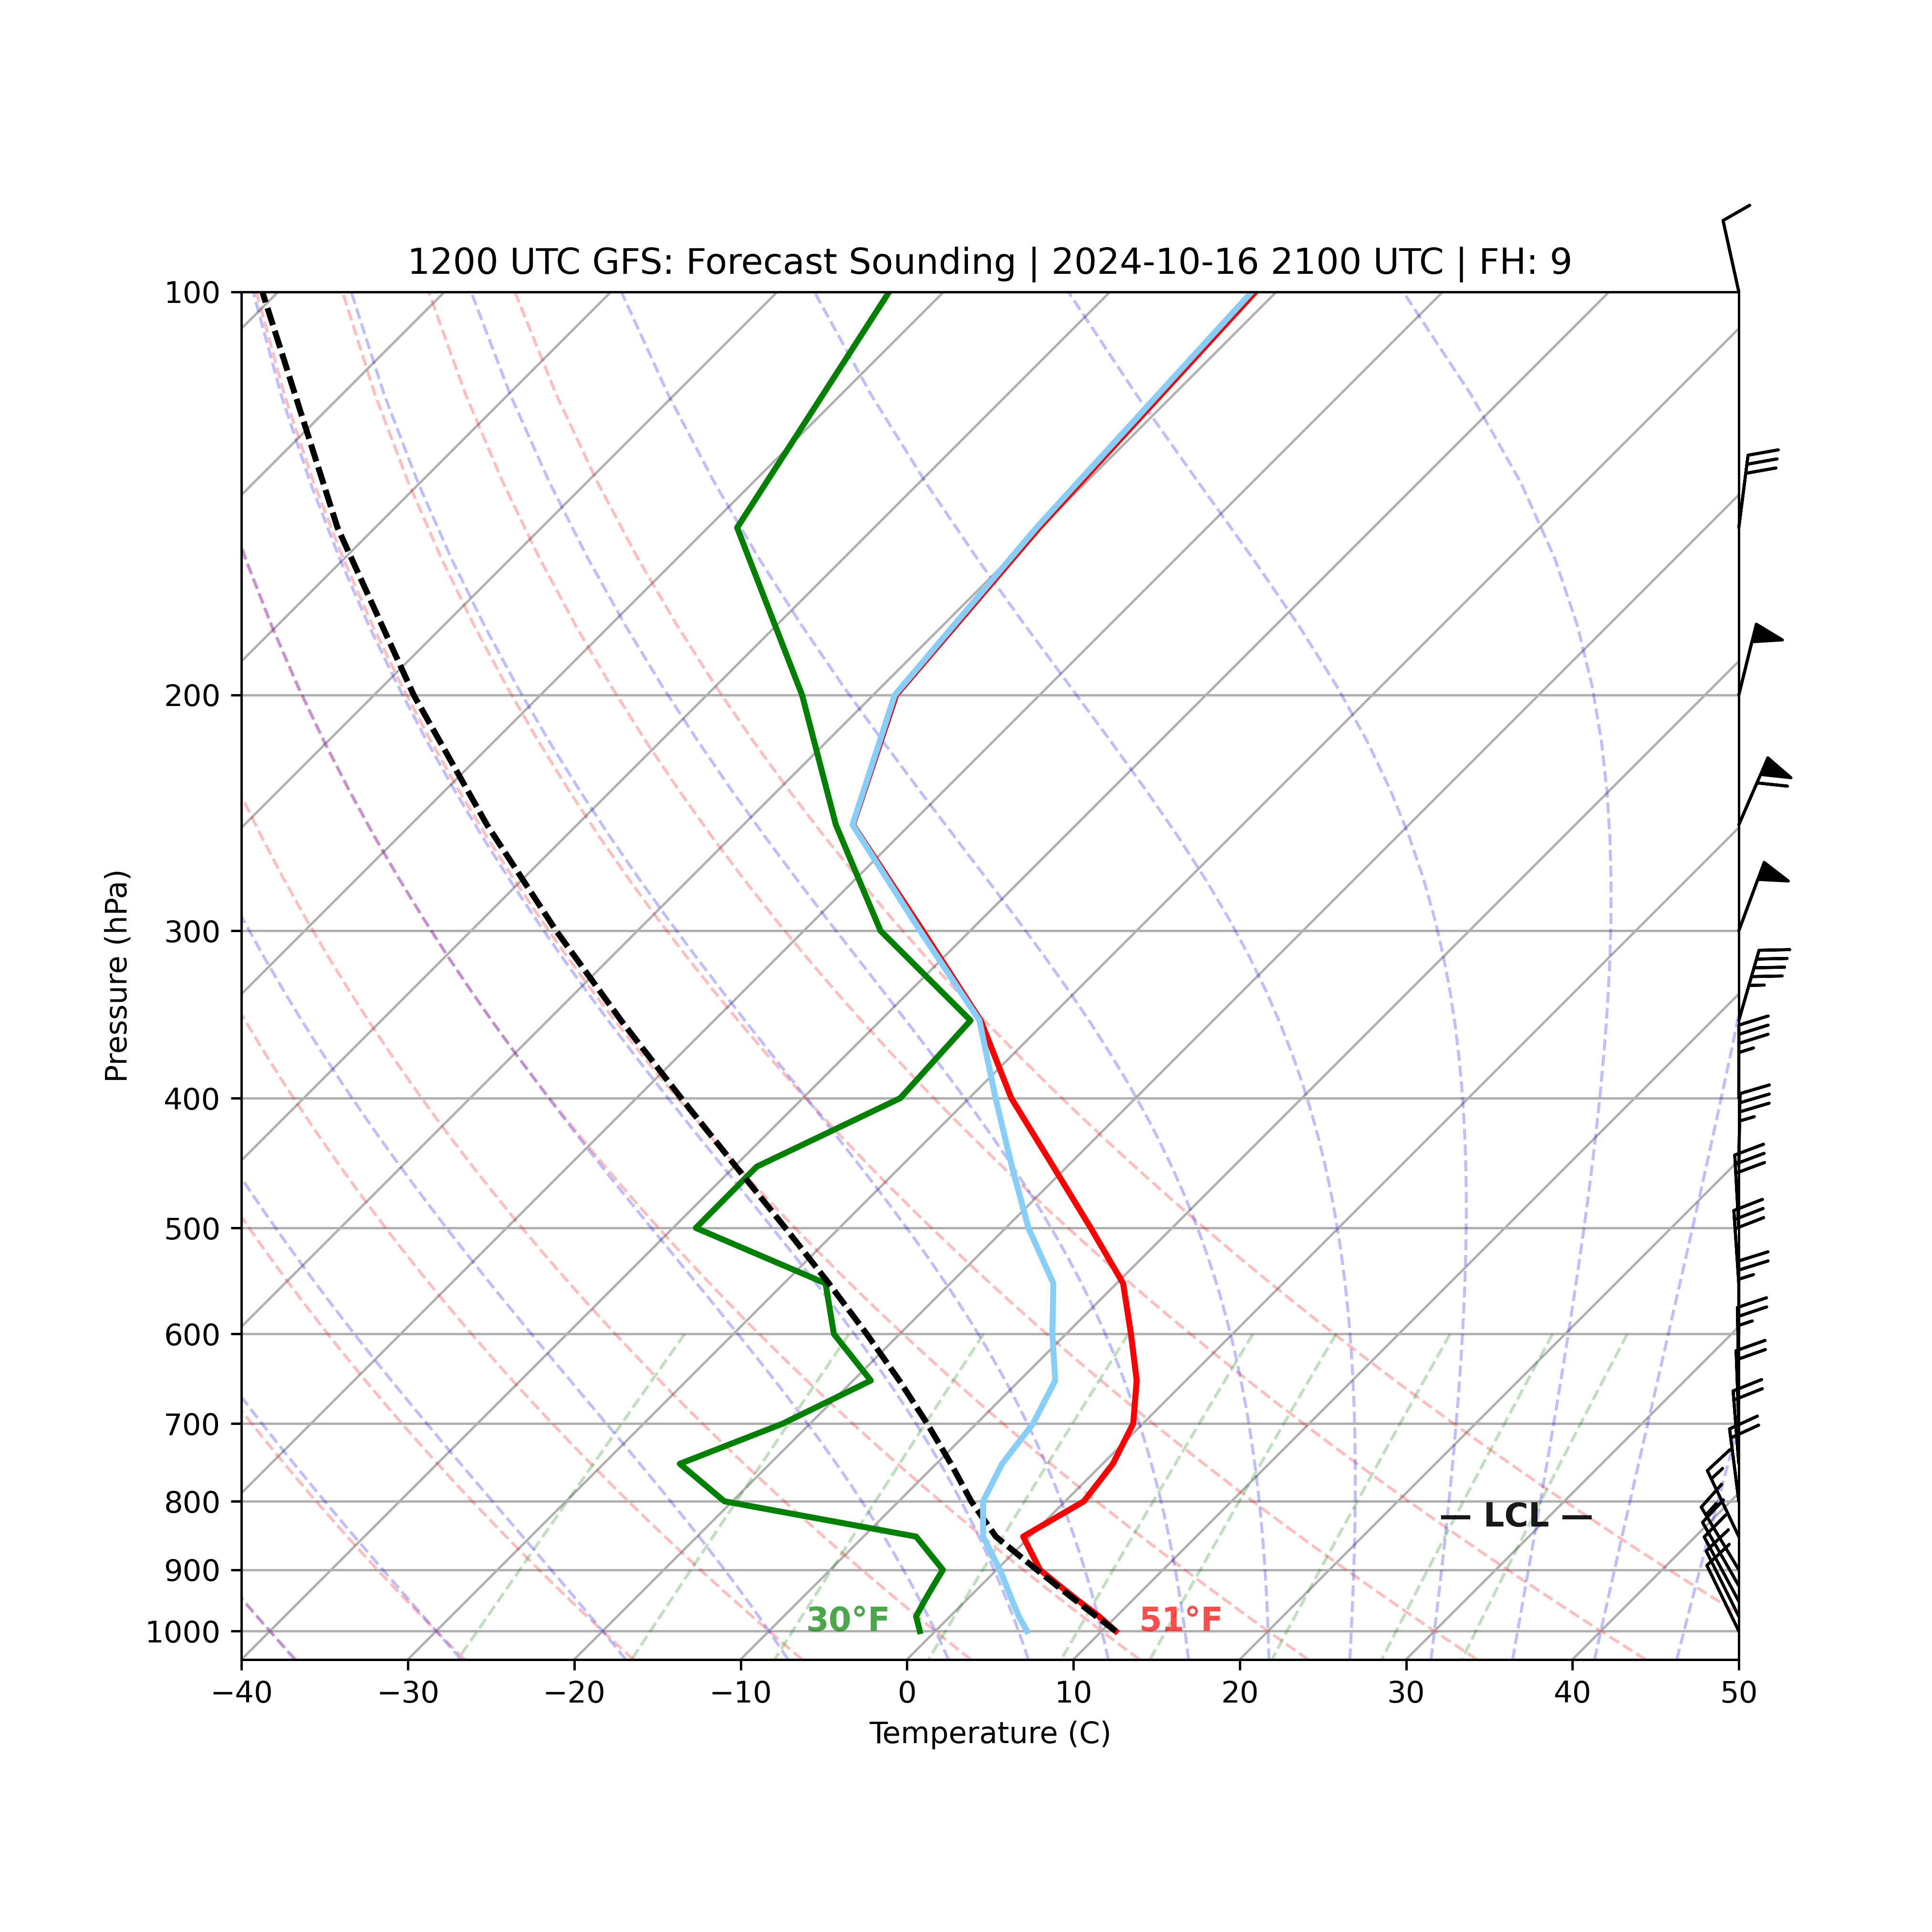 1200 UTC GFS: Forecast Sounding | 2024-10-16 2100 UTC | FH: 9
100
200
300
400
500
600
700
800
900
1000
Pressure (hPa)
— LCL —
30°F
51°F
−40 −30 −20 −10 0 10 20 30 40 50
Temperature (C)